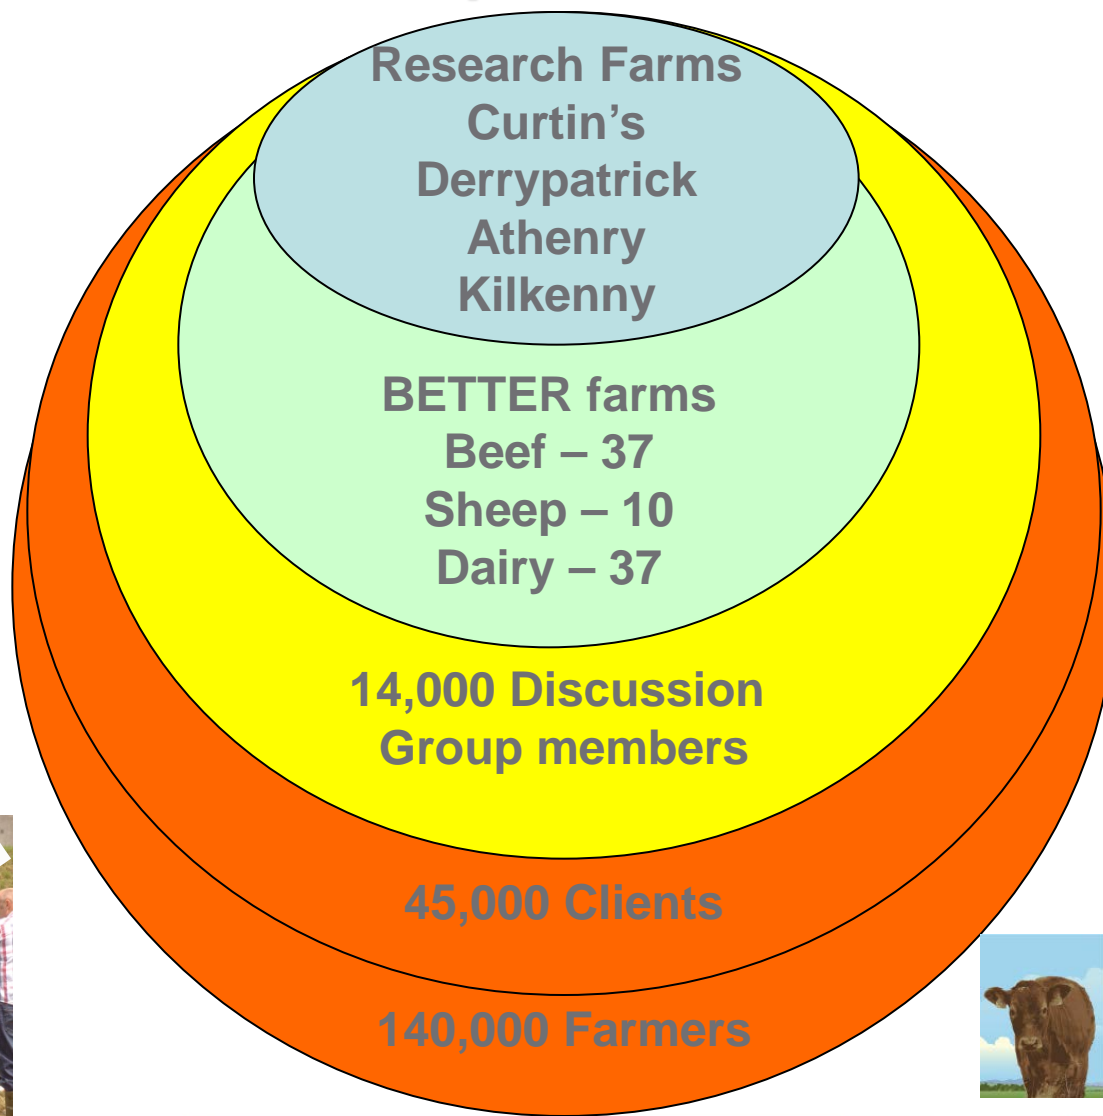 Research Farms
Curtin’s
Derrypatrick
Athenry
Kilkenny
BETTER farms
Beef – 37
Sheep – 10
Dairy – 37
14,000 Discussion
Group members
45,000 Clients
140,000 Farmers